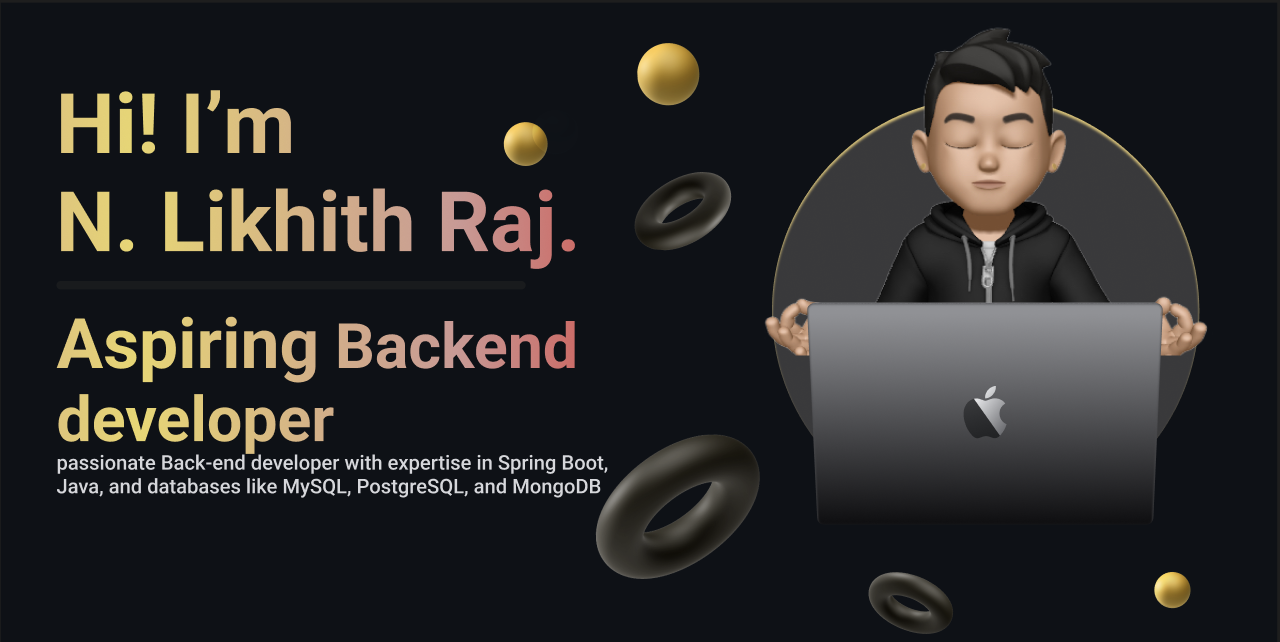 Hi! I’m
N. Likhith Raj.
Aspiring Backend
developer
passionate Back-end developer with expertise in Spring Boot,
Java, and databases like MySQL, PostgreSQL, and MongoDB